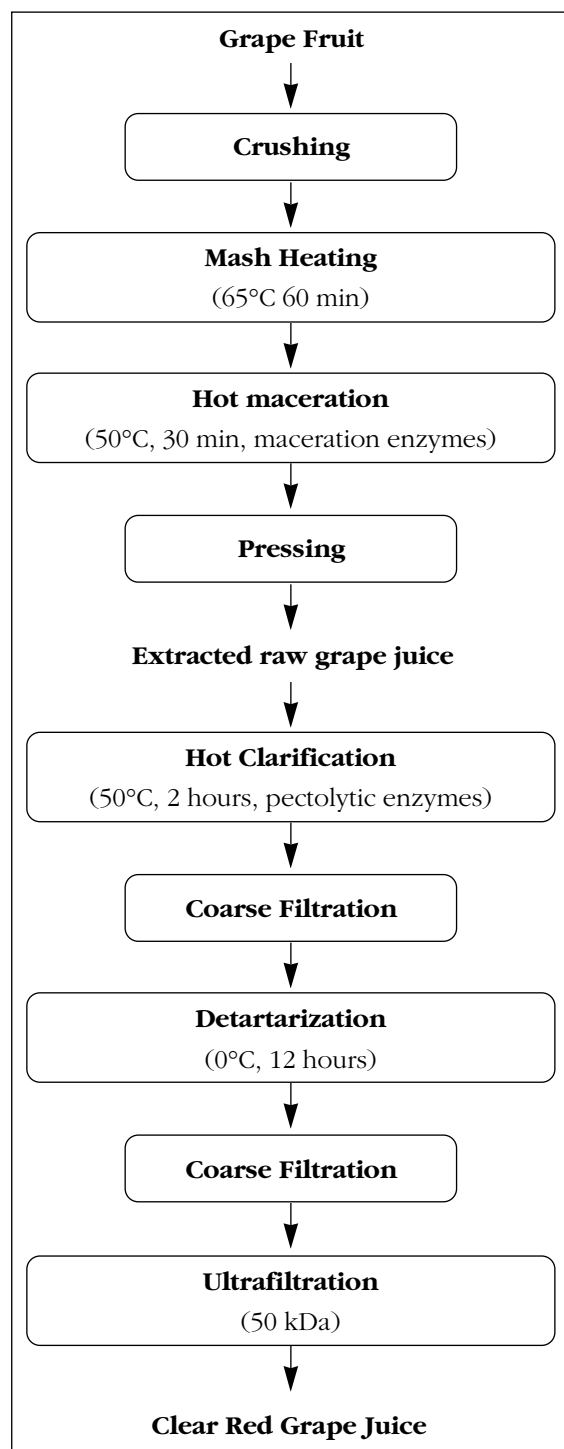 Grape Fruit
Crushing
Mash Heating
(65°C 60 min)
Hot maceration
(50°C, 30 min, maceration enzymes)
Pressing
Extracted raw grape juice
Hot Clarification
(50°C, 2 hours, pectolytic enzymes)
Coarse Filtration
Detartarization
(0°C, 12 hours)
Coarse Filtration
Ultrafiltration
(50 kDa)
Clear Red Grape Juice